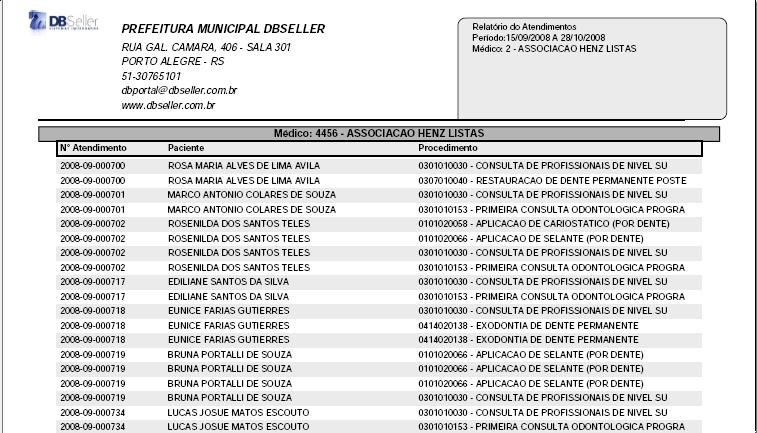 DBSeller
SISTEMAS INTEGRADOS
PREFEITURA MUNICIPAL DBSELLER
RUA GAL. CAMARA, 406 - SALA 301
PORTO ALEGRE - RS
51-30765101
dbportal@dbseller.com.br
www.dbseller.com.br
Relatório do Atendimentos
Período:15/09/2008 A 28/10/2008
Médico: 2 - ASSOCIACAO HENZ LISTAS
Médico: 4456 - ASSOCIACAO HENZ LISTAS
N° Atendimento Paciente Procedimento
2008-09-000700 ROSA MARIA ALVES DE LIMA AVILA 0301010030 - CONSULTA DE PROFISSIONAIS DE NIVEL SU
2008-09-000700 ROSA MARIA ALVES DE LIMA AVILA 0307010040 - RESTAURACAO DE DENTE PERMANENTE POSTE
2008-09-000701 MARCO ANTONIO COLARES DE SOUZA 0301010030 - CONSULTA DE PROFISSIONAIS DE NIVEL SU
2008-09-000701 MARCO ANTONIO COLARES DE SOUZA 0301010153 - PRIMEIRA CONSULTA ODONTOLOGICA PROGRA
2008-09-000702 ROSENILDA DOS SANTOS TELES 0101020058 - APLICACAO DE CARIOSTATICO (POR DENTE)
2008-09-000702 ROSENILDA DOS SANTOS TELES 0101020066 - APLICACAO DE SELANTE (POR DENTE)
2008-09-000702 ROSENILDA DOS SANTOS TELES 0301010030 - CONSULTA DE PROFISSIONAIS DE NIVEL SU
2008-09-000702 ROSENILDA DOS SANTOS TELES 0301010153 - PRIMEIRA CONSULTA ODONTOLOGICA PROGRA
2008-09-000717 EDILIANE SANTOS DA SILVA 0301010030 - CONSULTA DE PROFISSIONAIS DE NIVEL SU
2008-09-000717 EDILIANE SANTOS DA SILVA 0301010153 - PRIMEIRA CONSULTA ODONTOLOGICA PROGRA
2008-09-000718 EUNICE FARIAS GUTIERRES 0301010030 - CONSULTA DE PROFISSIONAIS DE NIVEL SU
2008-09-000718 EUNICE FARIAS GUTIERRES 0414020138 - EXODONTIA DE DENTE PERMANENTE
2008-09-000718 EUNICE FARIAS GUTIERRES 0414020138 - EXODONTIA DE DENTE PERMANENTE
2008-09-000719 BRUNA PORTALLI DE SOUZA 0101020066 - APLICACAO DE SELANTE (POR DENTE)
2008-09-000719 BRUNA PORTALLI DE SOUZA 0101020066 - APLICACAO DE SELANTE (POR DENTE)
2008-09-000719 BRUNA PORTALLI DE SOUZA 0101020066 - APLICACAO DE SELANTE (POR DENTE)
2008-09-000719 BRUNA PORTALLI DE SOUZA 0301010030 - CONSULTA DE PROFISSIONAIS DE NIVEL SU
2008-09-000734 LUCAS JOSUE MATOS ESCOUTO 0301010030 - CONSULTA DE PROFISSIONAIS DE NIVEL SU
2008-09-000734 LUCAS JOSUE MATOS ESCOUTO 0301010153 - PRIMEIRA CONSULTA ODONTOLOGICA PROGRA